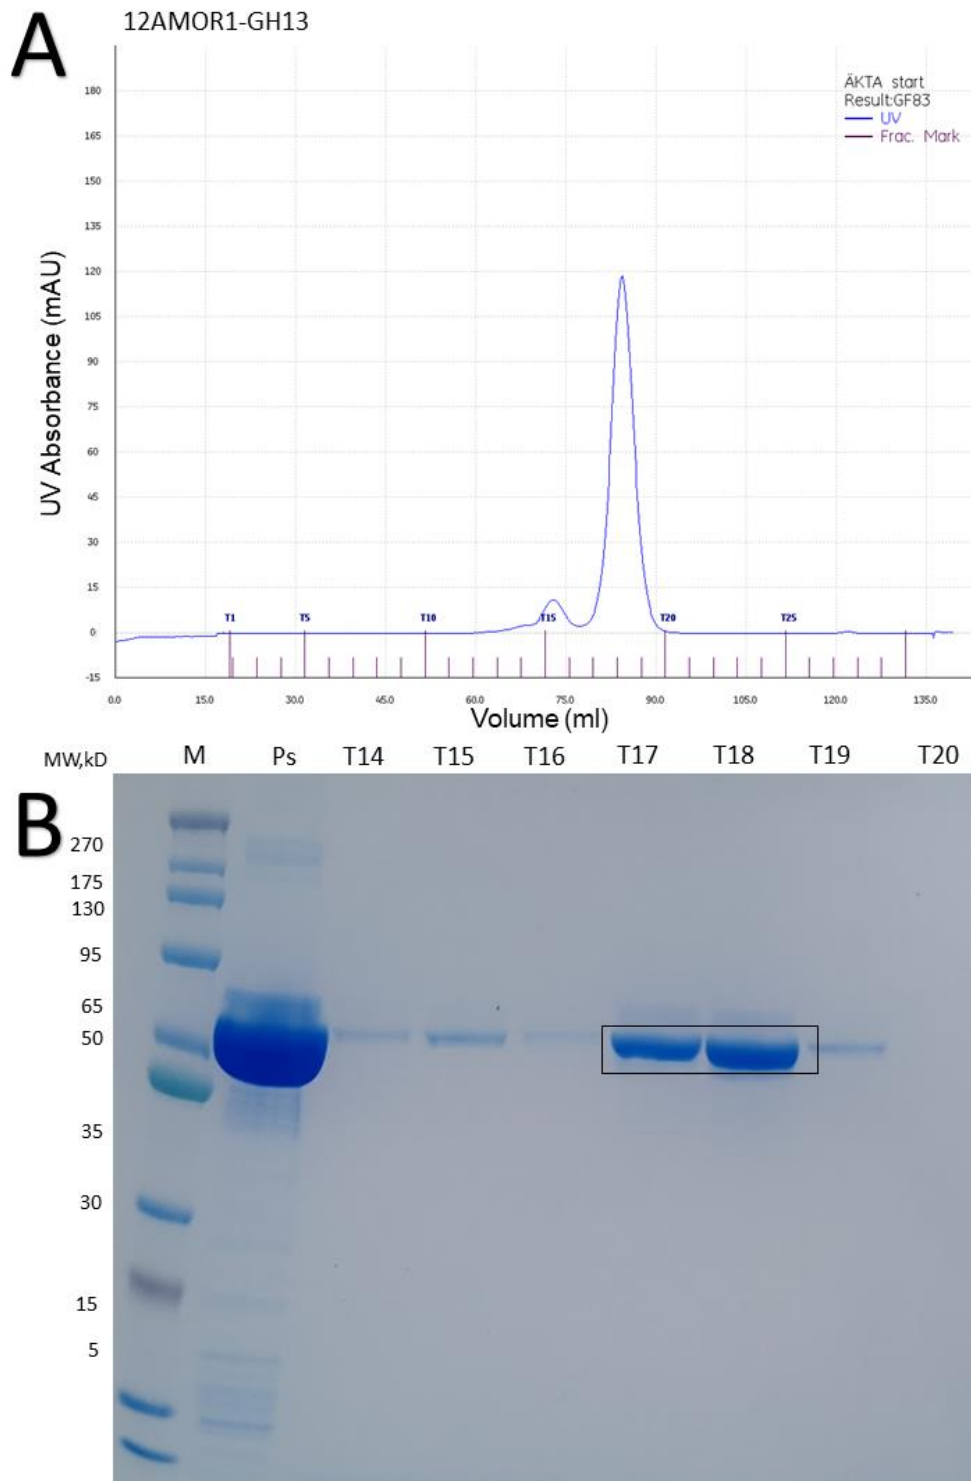 A
12AMOR1-GH13
ÄKTA start
Result:GF83
UV
Frac. Mark
UV Absorbance (mAU)
180
165
150
135
120
105
90
75
60
45
30
15
0
-15
T1 T5 T10 T15 T20 T25
0.0 15.0 30.0 45.0 60.0 75.0 90.0 105.0 120.0 135.0
Volume (ml)
MW,kD M Ps T14 T15 T16 T17 T18 T19 T20
B
270
175
130
95
65
50
35
30
15
5